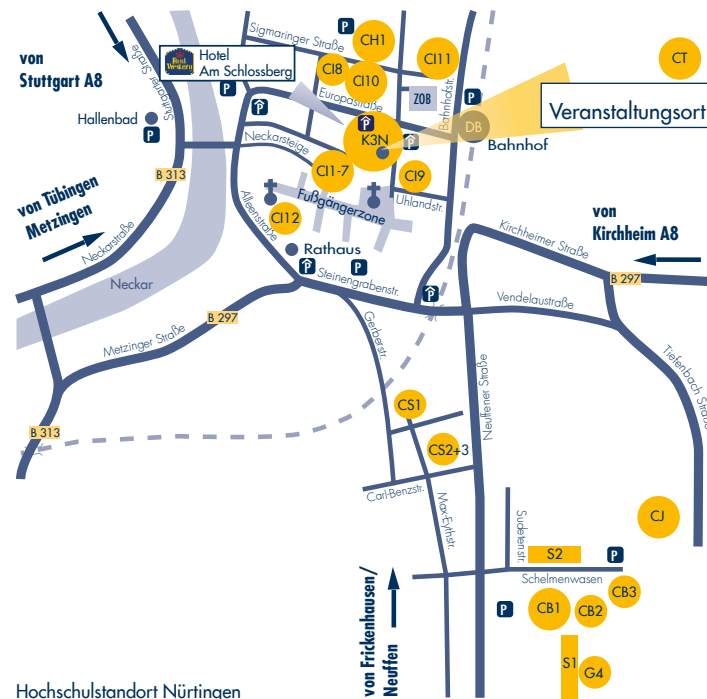 von
Stuttgart A8
Stuttgarter Straße
Best
Western
Hotel
Am Schlossberg
Sigmaringer Straße
P
CH1
CI8
CI10
CI11
CT
Europastraße
ZOB
Bahnhofstr.
P
Veranstaltungsort
DB
Bahnhof
Hallenbad
P
P
P
K3N
P
P
Neckarsteige
CI1-7
CI9
Uhlandstr.
B 313
von Tübingen
Metzingen
Neckarstraße
Alleenstraße
CI12
Fußgängerzone
Rathaus
von
Kirchheim A8
Kirchheimer Straße
B 297
Neckar
P
P
Steinengrabenstr.
P
Vendelaustraße
B 297
Metzinger Straße
Gerberstr.
Neuffener Straße
Tiefenbach Straße
CS1
B 313
CS2+3
Carl-Benzstr.
Max-Eythstr.
Sudetenstr.
CJ
S2
P
Schelmenwasen
CB3
P
CB1
CB2
von Frickenhausen/
Neuffen
S1
G4
Hochschulstandort Nürtingen